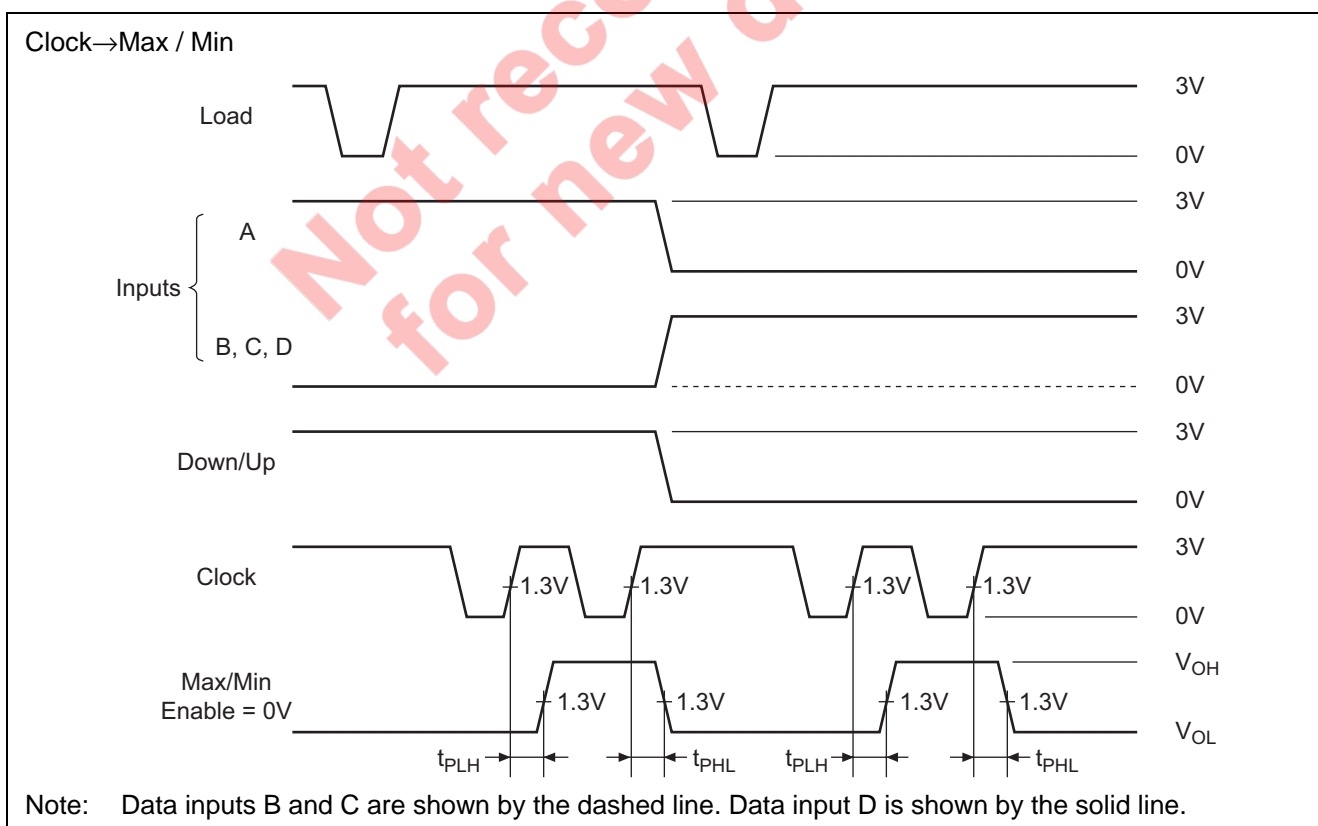 Not reco
for new d
Clock→Max / Min
Load
3V
0V
Inputs
A
3V
0V
B, C, D
3V
0V
Down/Up
3V
0V
Clock
1.3V 1.3V 1.3V 1.3V
3V
0V
Max/Min
Enable = 0V
1.3V 1.3V 1.3V 1.3V
VOH
VOL
tPLH tPHL tPLH tPHL
Note: Data inputs B and C are shown by the dashed line. Data input D is shown by the solid line.